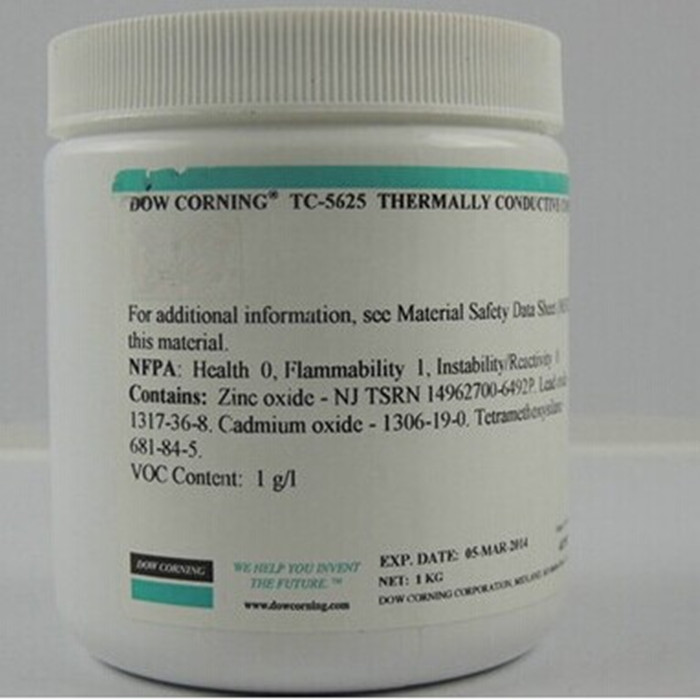 DOW CORNING® TC-5625 THERMALLY CONDUCTIVE
For additional information, see Material Safety Data Sheet
this material.
NFPA: Health 0, Flammability 1, Instability/Reactivity
Contains: Zinc oxide - NJ TSRN 14962700-6492P. Lead
1317-36-8. Cadmium oxide - 1306-19-0. Tetramethoxysilane
681-84-5.
VOC Content: 1 g/l
DOW CORNING
WE HELP YOU INVENT
THE FUTURE.™
www.dowcorning.com
EXP. DATE: 05-MAR-2014
NET: 1 KG
DOW CORNING CORPORATION,